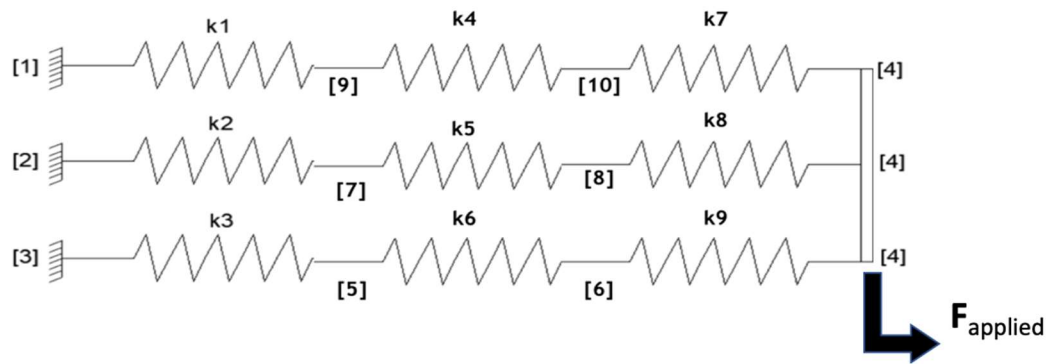 k1 k4 k7
[1] [9] [10] [4]
k2 k5 k8
[2] [7] [8] [4]
k3 k6 k9
[3] [5] [6] [4]
Fapplied